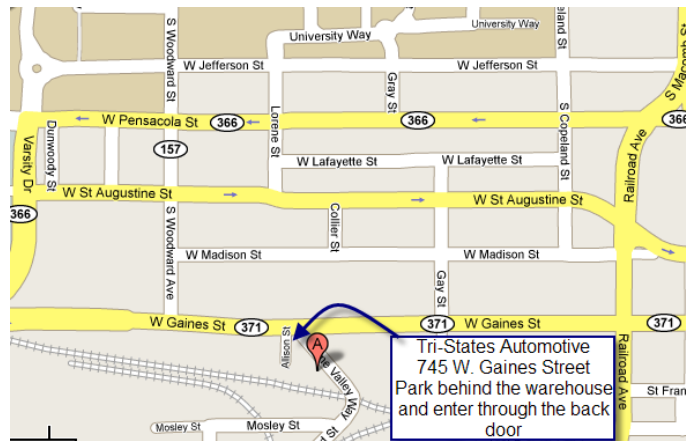 University Way
S Woodward St
W Jefferson St
W Jefferson St
Gray St
S Macomb St
W Pensacola St
366
366
366
Lorene St
S Copeland St
Railroad Ave
Varsity Dr
Dunwoody St
157
W Lafayette St
W Lafayette St
W St Augustine St
W St Augustine St
366
Collier St
S Woodward Ave
W Madison St
W Madison St
Gay St
W Gaines St
371
371
W Gaines St
371
Allison St
A
Valley Way
Railroad Ave
Tri-States Automotive
745 W. Gaines Street
Park behind the warehouse
and enter through the back
door
St Fran
Mosley St
Mosley St